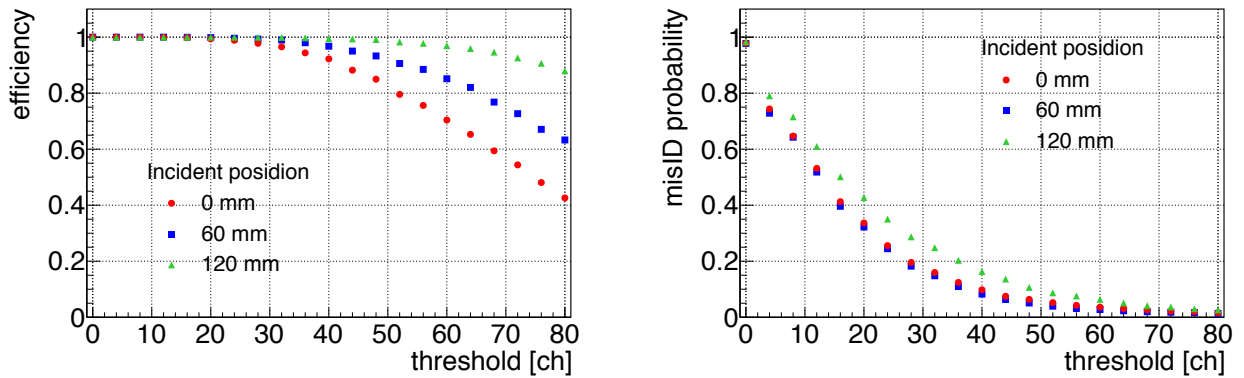 efficiency
1
0.8
0.6
0.4
0.2
0
Incident posidion
0 mm
60 mm
120 mm
0 10 20 30 40 50 60 70 80
threshold [ch]
misID probability
1
0.8
0.6
0.4
0.2
0
Incident posidion
0 mm
60 mm
120 mm
0 10 20 30 40 50 60 70 80
threshold [ch]